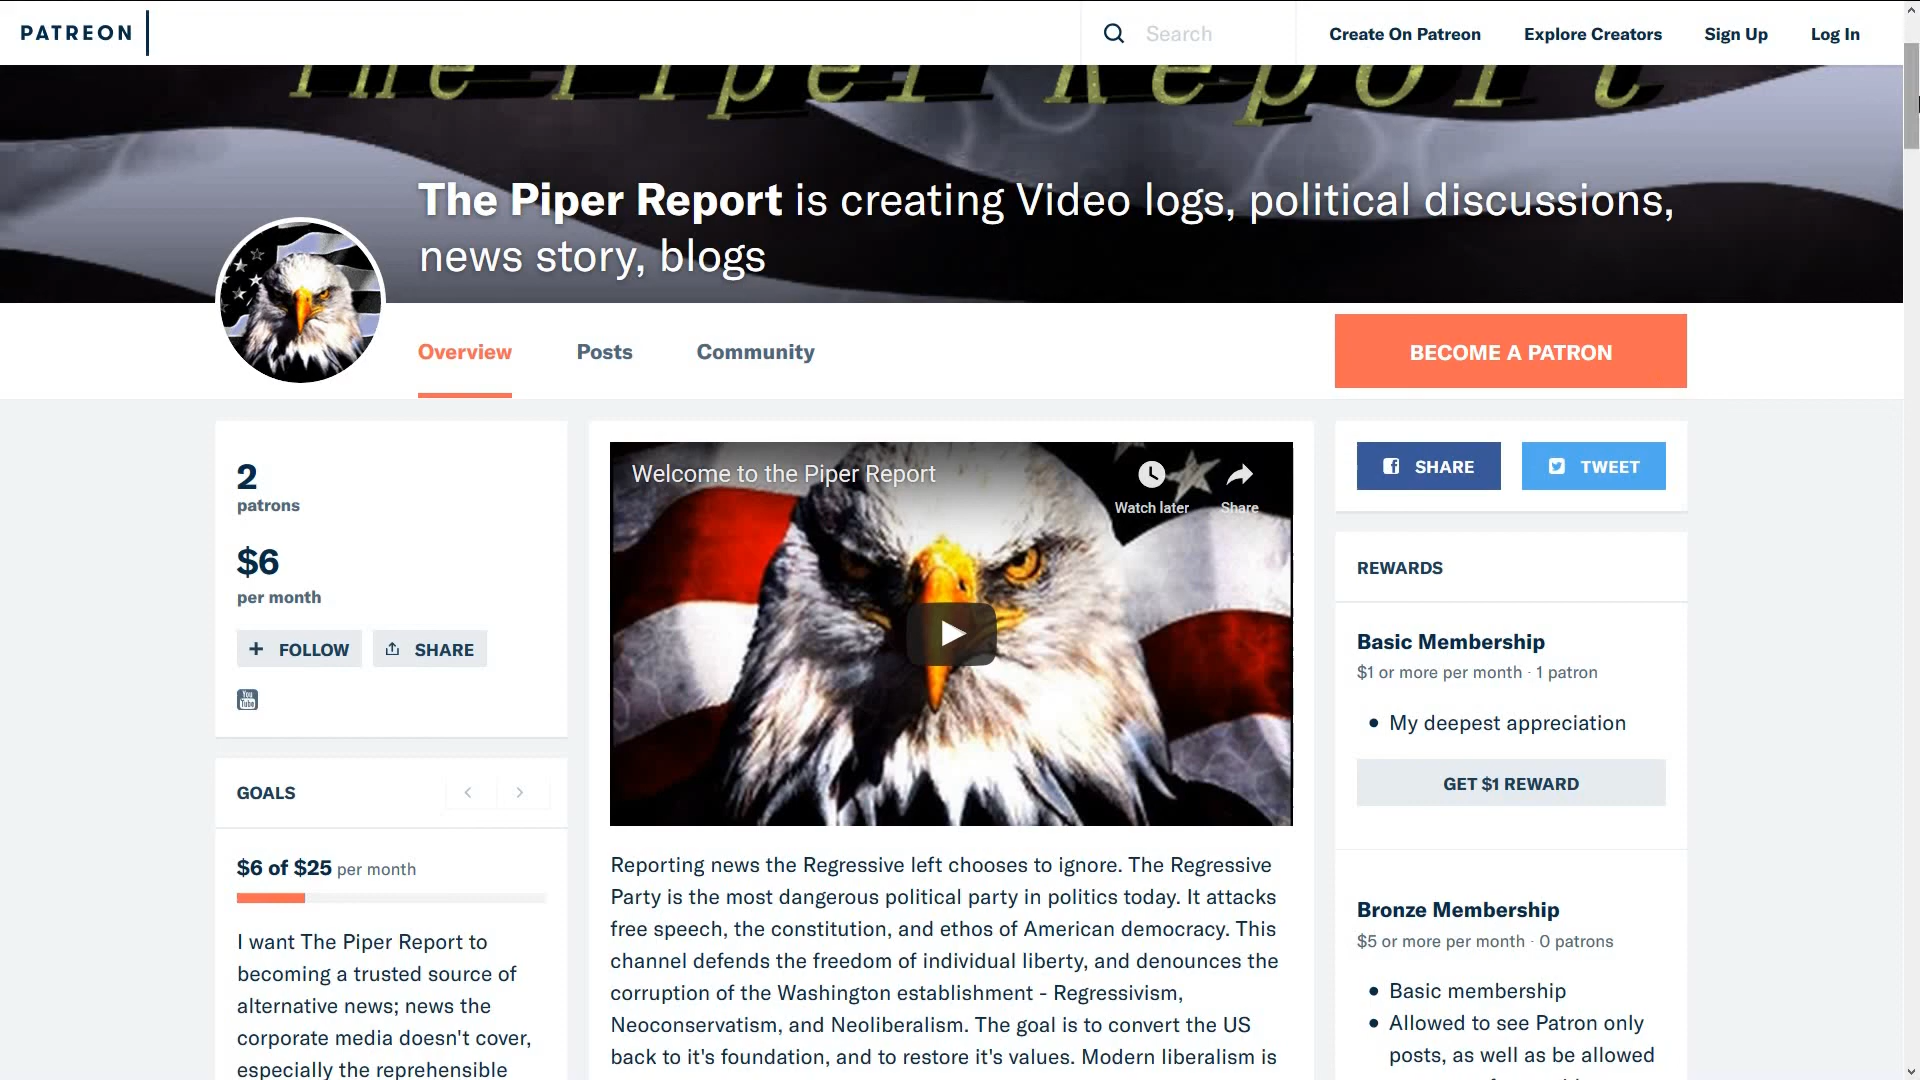 PATREON
Search
Create On Patreon
Explore Creators
Sign Up
Log In
The Piper Report
The Piper Report is creating Video logs, political discussions,
news story, blogs
Overview
Posts
Community
BECOME A PATRON
2
patrons
$6
per month
+ FOLLOW
SHARE
You
Tube
GOALS
$6 of $25 per month
I want The Piper Report to
becoming a trusted source of
alternative news; news the
corporate media doesn't cover,
especially the reprehensible
Welcome to the Piper Report
Watch later
Share
Reporting news the Regressive left chooses to ignore. The Regressive
Party is the most dangerous political party in politics today. It attacks
free speech, the constitution, and ethos of American democracy. This
channel defends the freedom of individual liberty, and denounces the
corruption of the Washington establishment - Regressivism,
Neoconservatism, and Neoliberalism. The goal is to convert the US
back to it's foundation, and to restore it's values. Modern liberalism is
SHARE
TWEET
REWARDS
Basic Membership
$1 or more per month · 1 patron
• My deepest appreciation
GET $1 REWARD
Bronze Membership
$5 or more per month · 0 patrons
• Basic membership
• Allowed to see Patron only
posts, as well as be allowed